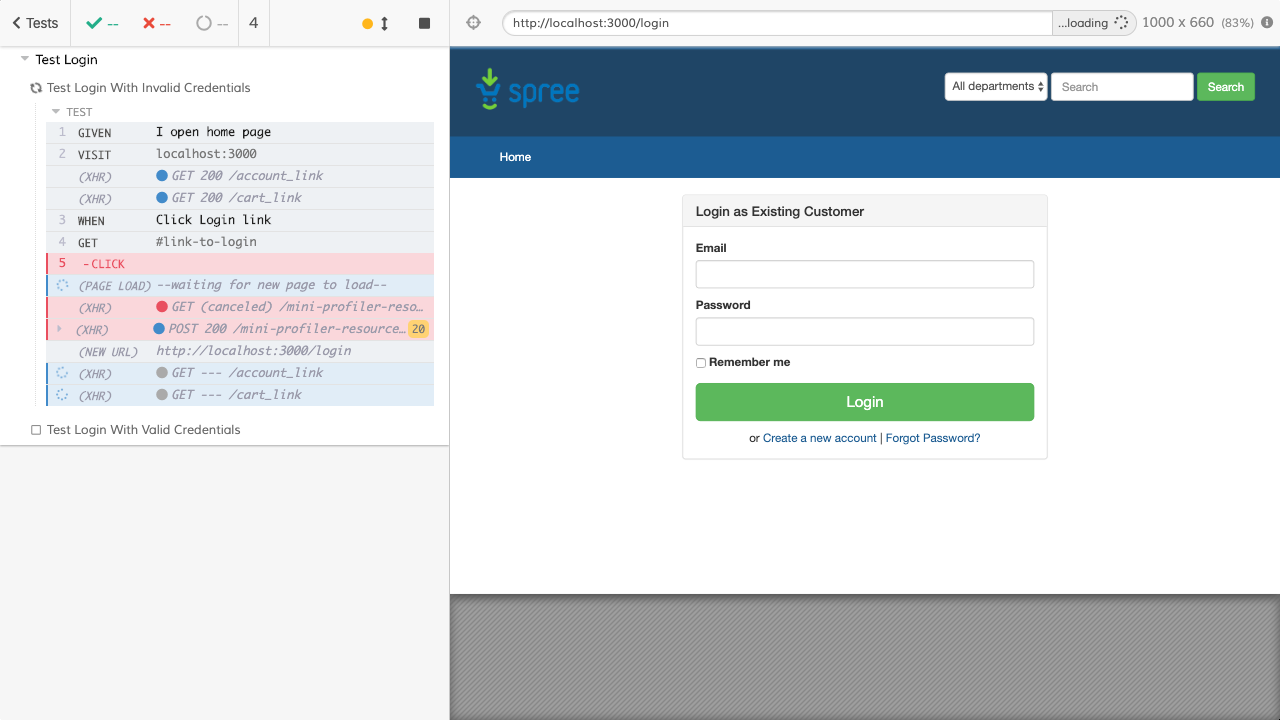 Tests -- -- -- 4
Test Login
Test Login With Invalid Credentials
TEST
1 GIVEN I open home page
2 VISIT localhost:3000
(XHR) GET 200 /account_link
(XHR) GET 200 /cart_link
3 WHEN Click Login link
4 GET #link-to-login
5 -CLICK
(PAGE LOAD) --waiting for new page to load--
(XHR) GET (canceled) /mini-profiler-reso…
(XHR) POST 200 /mini-profiler-resource… 20
(NEW URL) http://localhost:3000/login
(XHR) GET --- /account_link
(XHR) GET --- /cart_link
Test Login With Valid Credentials
http://localhost:3000/login ...loading 1000 x 660 (83%)
spree
All departments Search Search
Home
Login as Existing Customer
Email
Password
Remember me
Login
or Create a new account | Forgot Password?